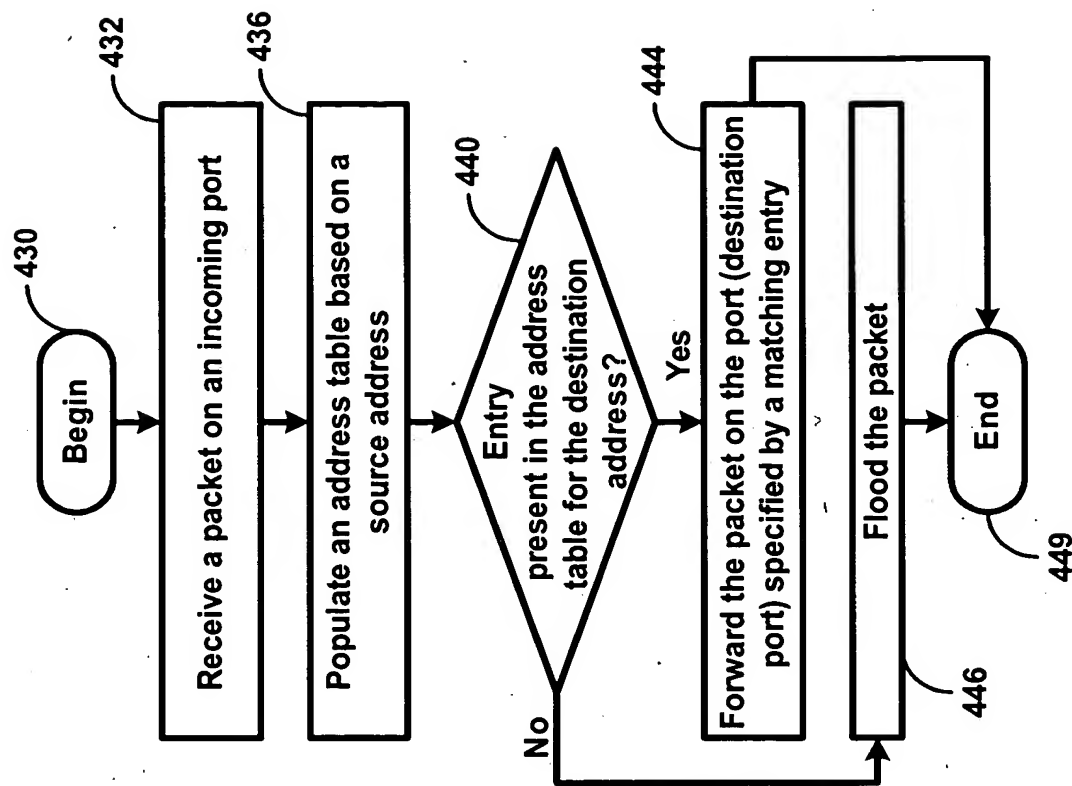 430
Begin
432
Receive a packet on an incoming port
436
Populate an address table based on a
source address
440
Entry
present in the address
table for the destination
address?
No
Yes
444
Forward the packet on the port (destination
port) specified by a matching entry
Flood the packet
446
End
449